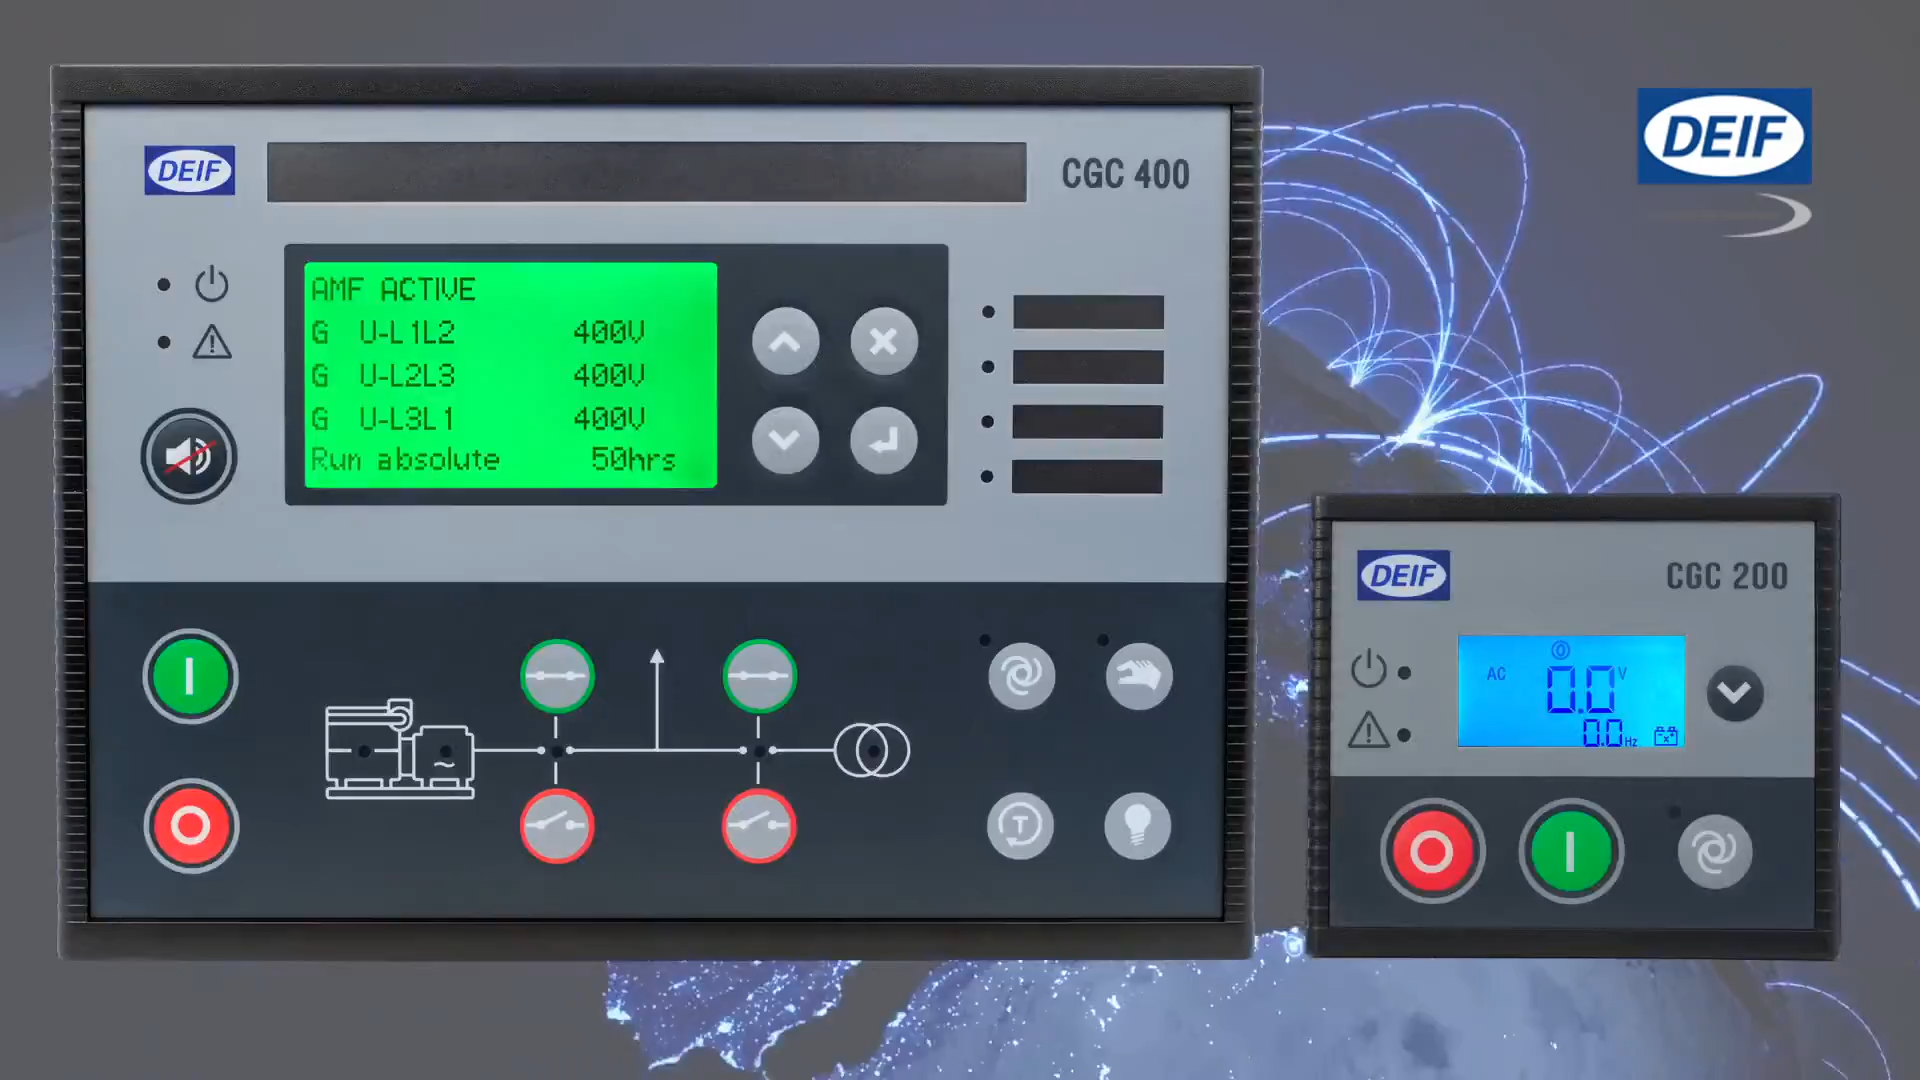 DEIF
CGC 400
AMF ACTIVE
G U-L1L2 400V
G U-L2L3 400V
G U-L3L1 400V
Run absolute 50hrs
T
DEIF
DEIF
CGC 200
AC 0.0 V
0.0 Hz